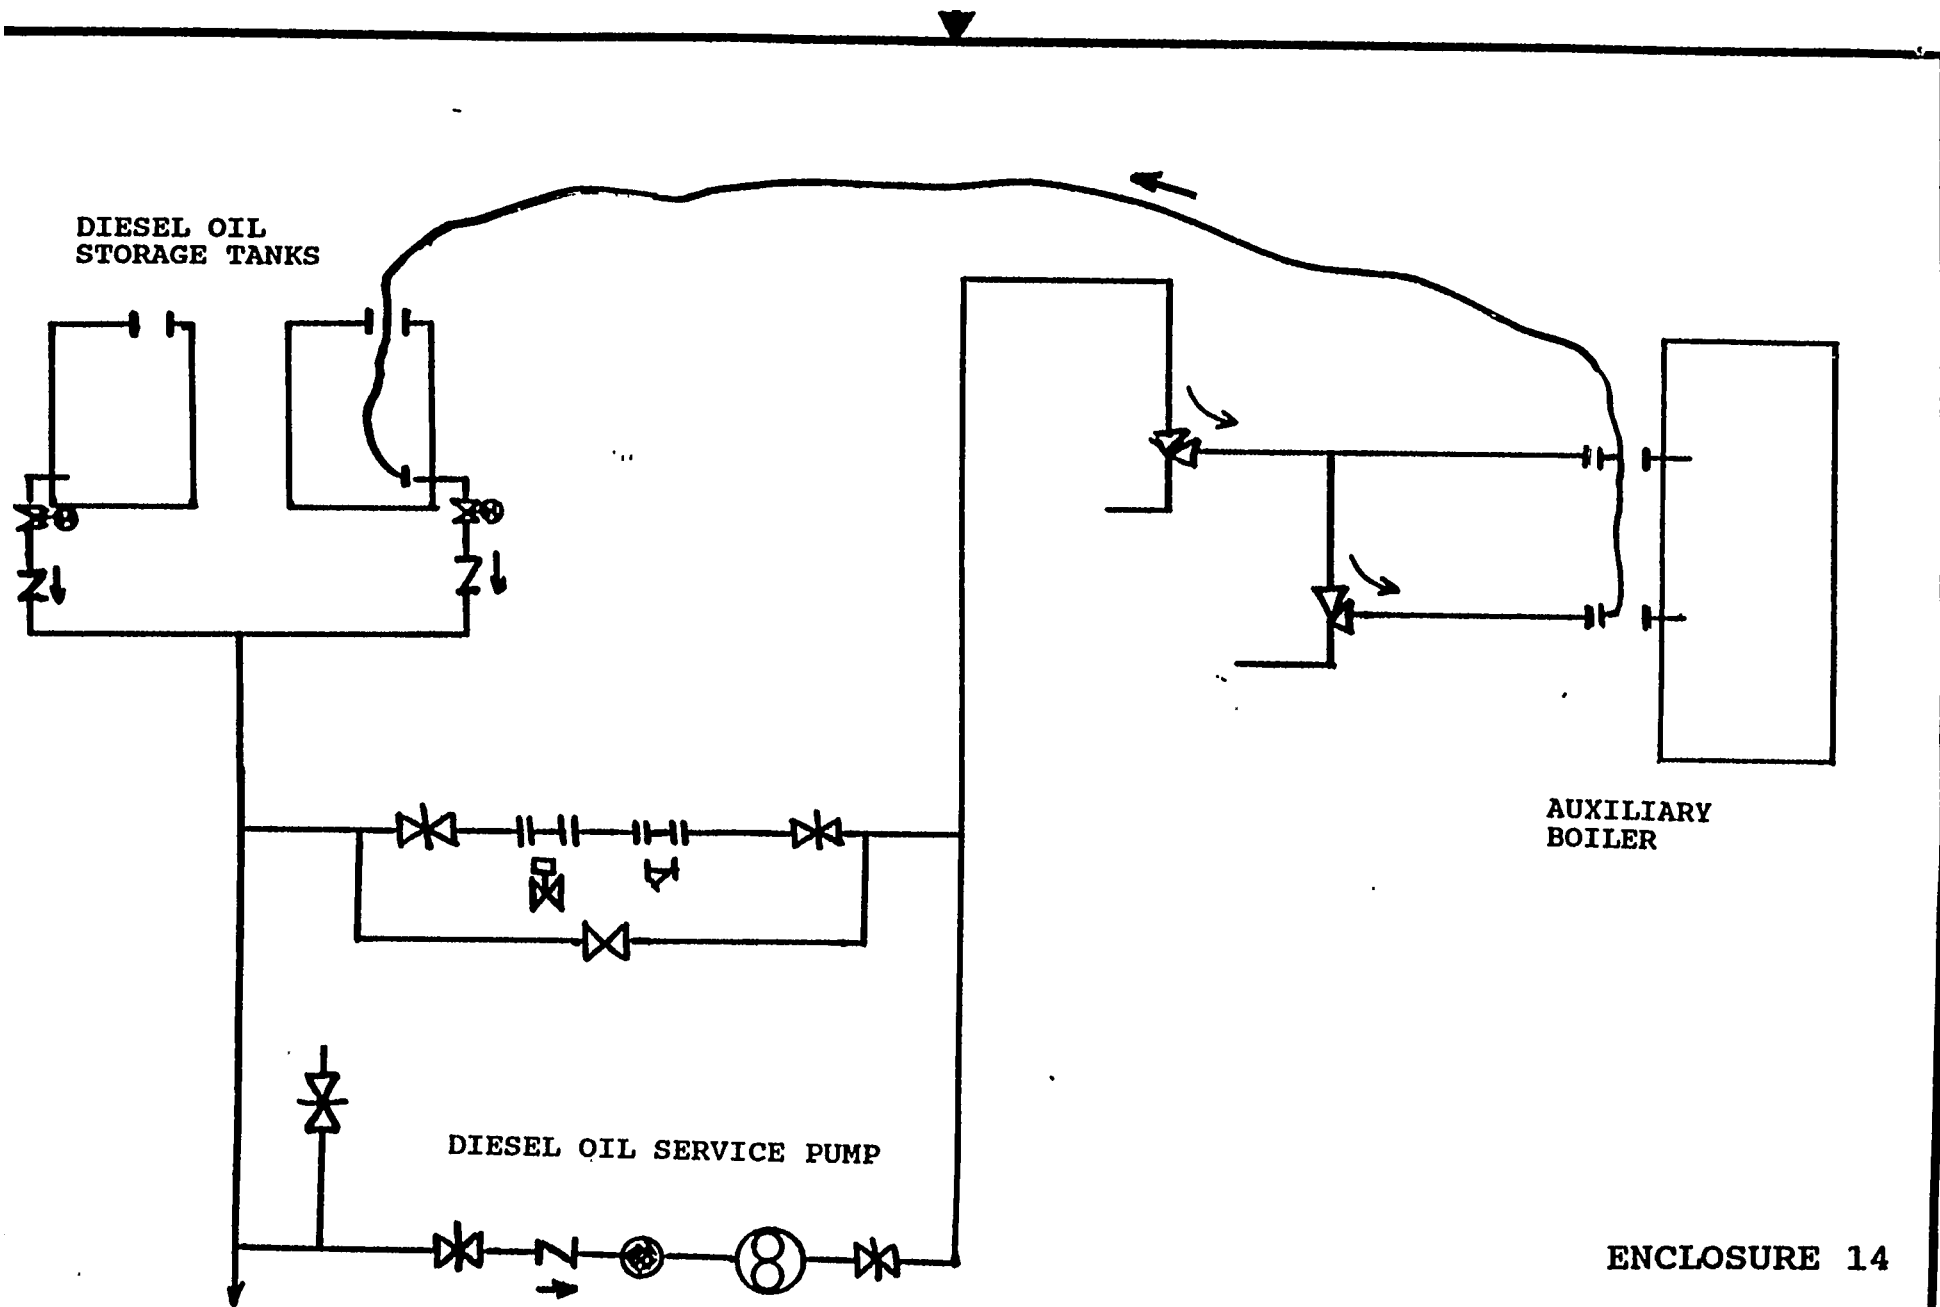 DIESEL OIL
STORAGE TANKS
AUXILIARY
BOILER
DIESEL OIL SERVICE PUMP
ENCLOSURE 14